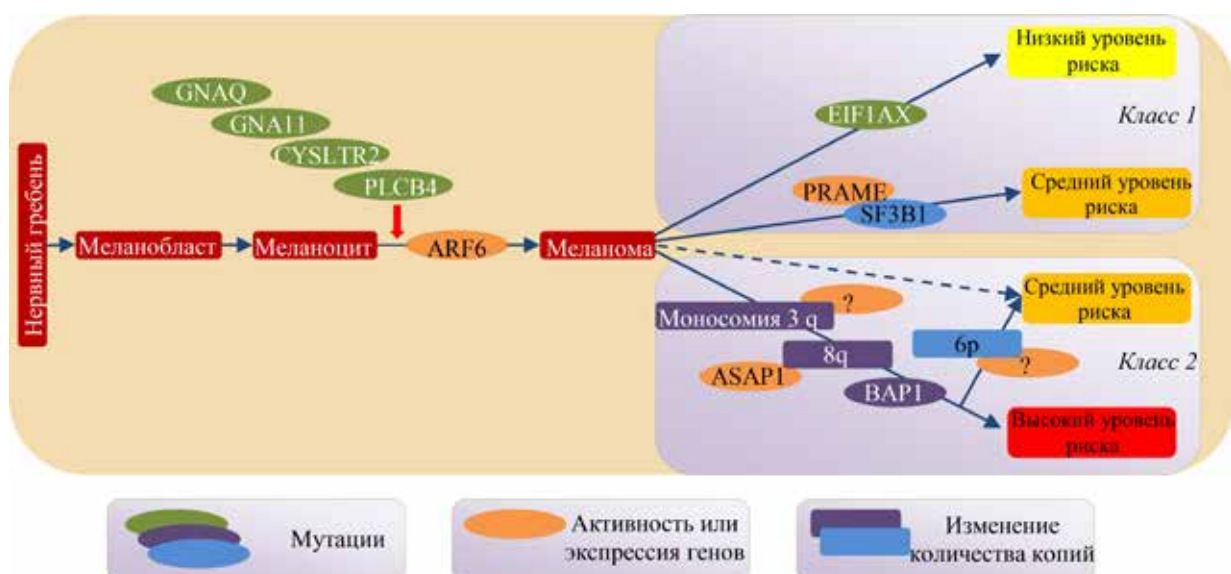 Нервный гребень
Меланобласт
Меланоцит
GNAQ
GNA11
CYSLTR2
PLCB4
ARF6
Меланома
EIF1AX
Низкий уровень
риска
Класс 1
PRAME
SF3B1
Средний уровень
риска
Моносомия 3 q
?
8q
ASAP1
BAP1
6p
?
Средний уровень
риска
Класс 2
Высокий уровень
риска
Мутации
Активность или
экспрессия генов
Изменение
количества копий